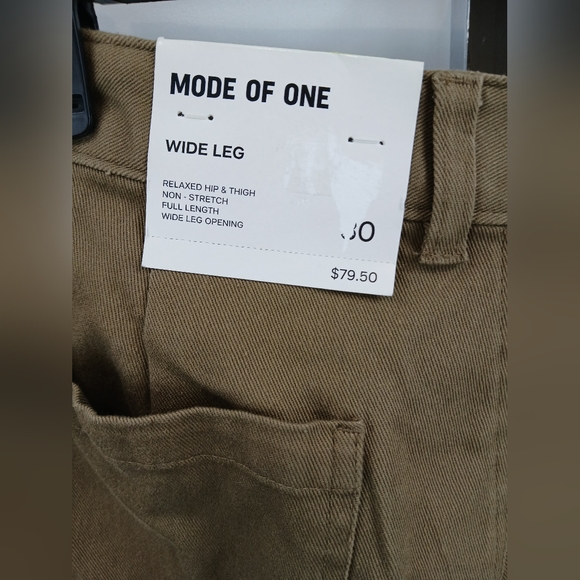 MODE OF ONE
WIDE LEG
RELAXED HIP & THIGH
NON - STRETCH
FULL LENGTH
WIDE LEG OPENING
$79.50